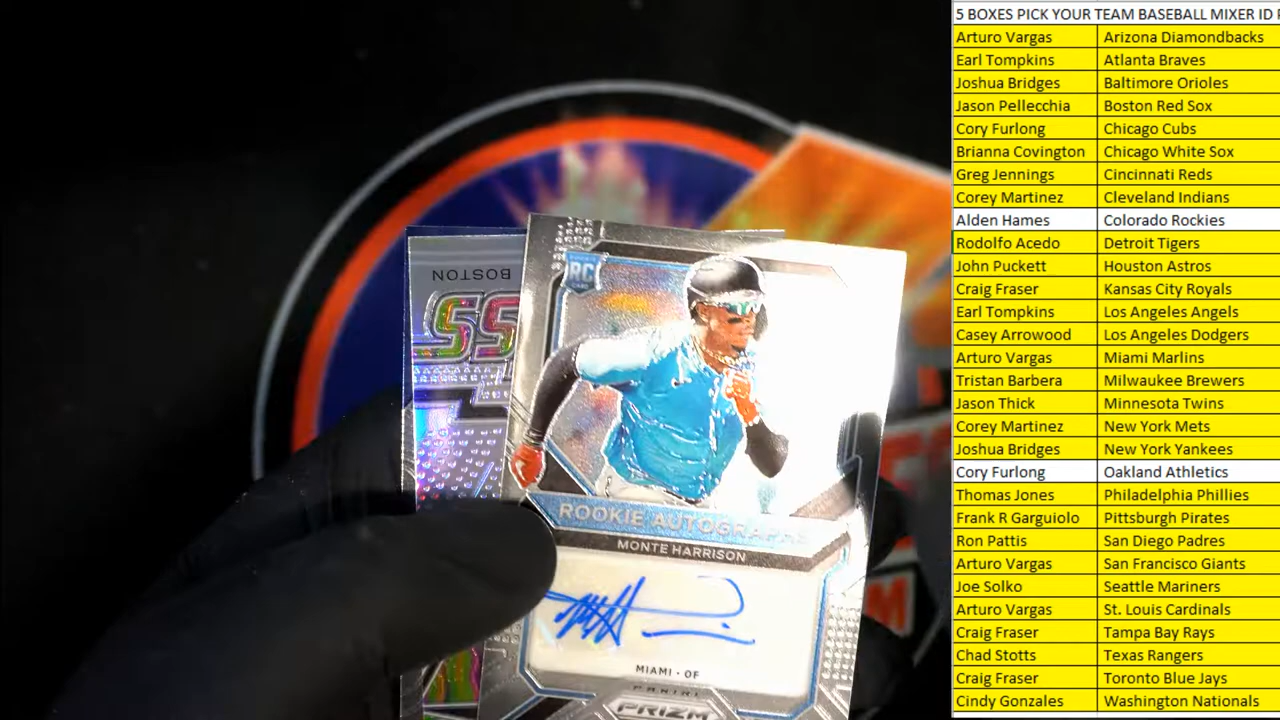 5 BOXES PICK YOUR TEAM BASEBALL MIXER ID
Arturo Vargas Arizona Diamondbacks
Earl Tompkins Atlanta Braves
Joshua Bridges Baltimore Orioles
Jason Pellecchia Boston Red Sox
Cory Furlong Chicago Cubs
Brianna Covington Chicago White Sox
Greg Jennings Cincinnati Reds
Corey Martinez Cleveland Indians
Alden Hames Colorado Rockies
Rodolfo Acedo Detroit Tigers
John Puckett Houston Astros
Craig Fraser Kansas City Royals
Earl Tompkins Los Angeles Angels
Casey Arrowood Los Angeles Dodgers
Arturo Vargas Miami Marlins
Tristan Barbera Milwaukee Brewers
Jason Thick Minnesota Twins
Corey Martinez New York Mets
Joshua Bridges New York Yankees
Cory Furlong Oakland Athletics
Thomas Jones Philadelphia Phillies
Frank R Garguiolo Pittsburgh Pirates
Ron Pattis San Diego Padres
Arturo Vargas San Francisco Giants
Joe Solko Seattle Mariners
Arturo Vargas St. Louis Cardinals
Craig Fraser Tampa Bay Rays
Chad Stotts Texas Rangers
Craig Fraser Toronto Blue Jays
Cindy Gonzales Washington Nationals
BOSTON
RC
ROOKIE AUTOGRAPHS
MONTE HARRISON
MIAMI - OF
PANINI
PRIZM